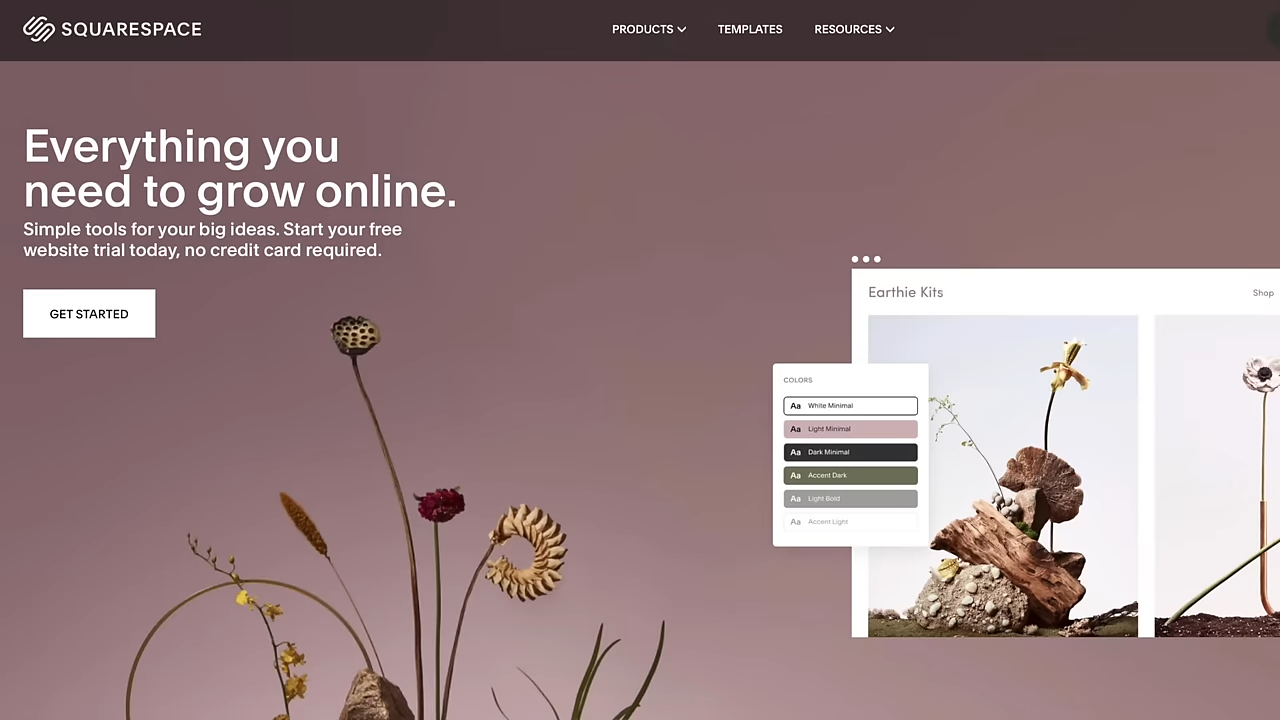 SQUARESPACE
PRODUCTS
TEMPLATES
RESOURCES
Everything you
need to grow online.
Simple tools for your big ideas. Start your free
website trial today, no credit card required.
GET STARTED
Earthie Kits
Shop
COLORS
Aa White Minimal
Aa Light Minimal
Aa Dark Minimal
Aa Accent Dark
Aa Light Bold
Aa Accent Light